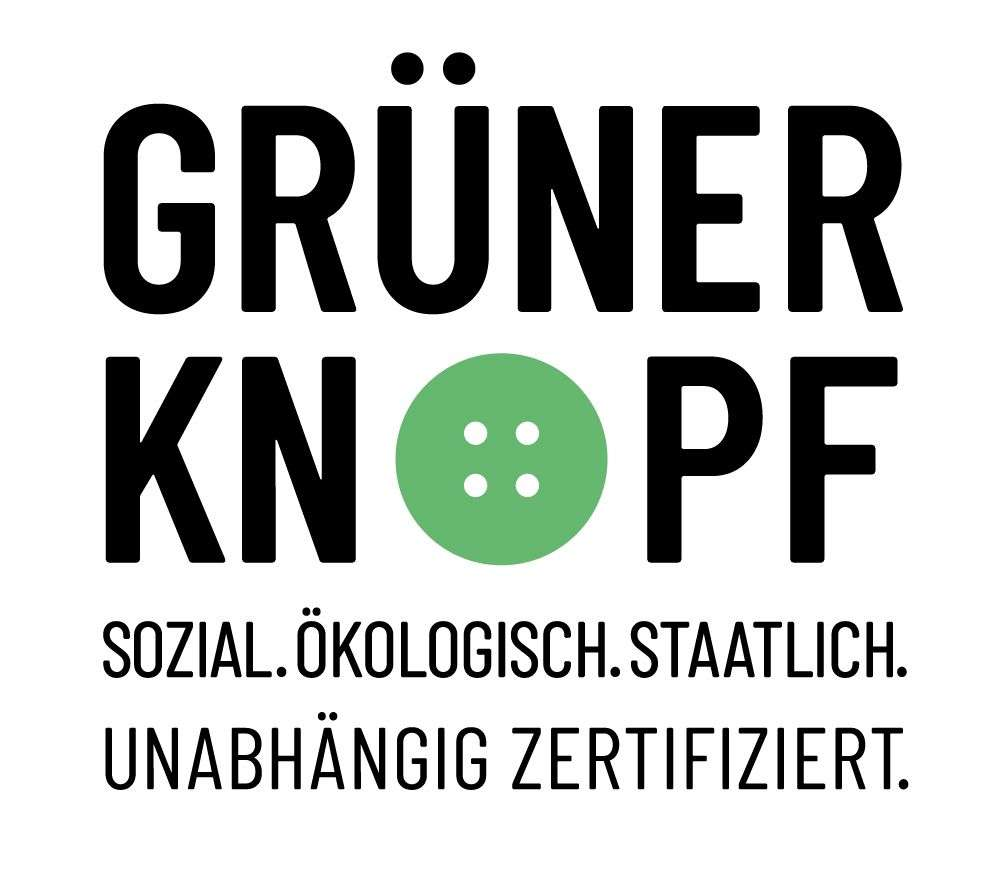 GRÜNER
KNOPF
SOZIAL. ÖKOLOGISCH. STAATLICH.
UNABHÄNGIG ZERTIFIZIERT.